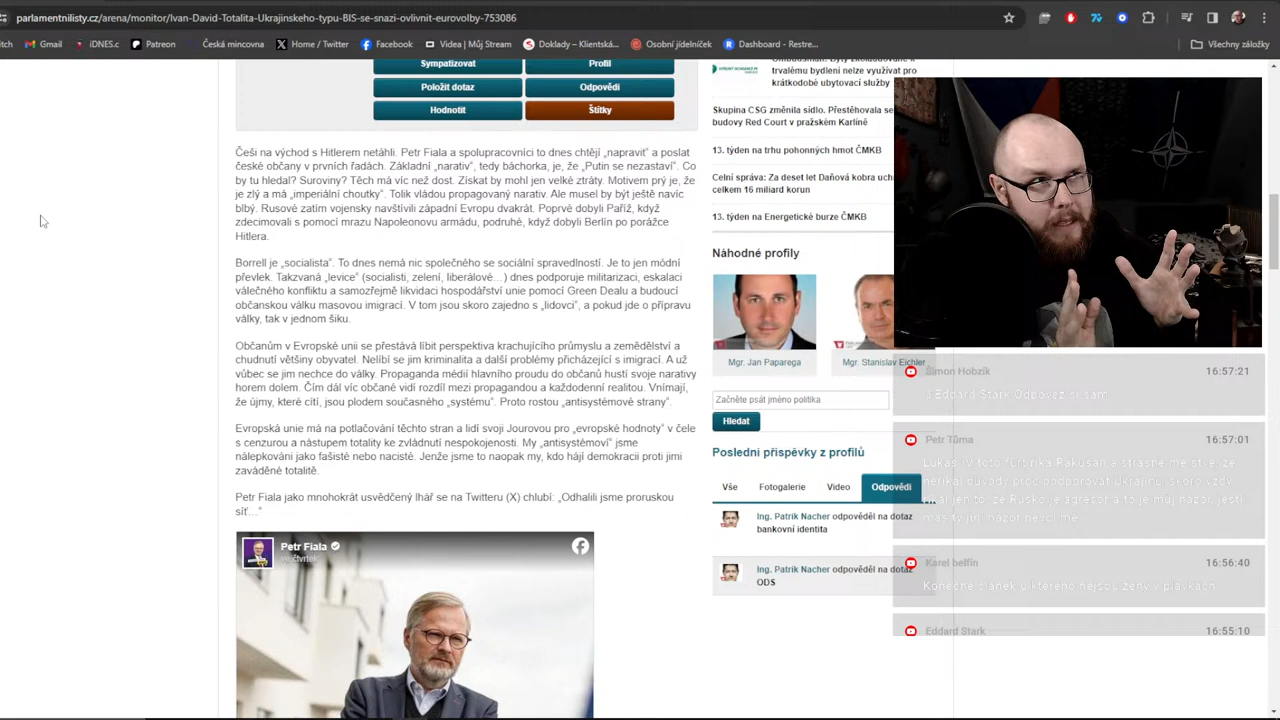 parlamentnilisty.cz/arena/monitor/Ivan-David-Totalita-Ukrajinskeho-typu-BIS-se-snazi-ovlivnit-eurovolby-753086
Gmail
iDNES.c
Patreon
Česká mincovna
Home / Twitter
Facebook
Videa | Můj Stream
Doklady – Klientská...
Osobní jídelníček
Dashboard - Restre...
Všechny záložky
Sympatizovat
Profil
Položit dotaz
Odpovědi
Hodnotit
Štítky
Češi na východ s Hitlerem netáhli. Petr Fiala a spolupracovníci to dnes chtějí „napravit“ a poslat
české občany v prvních řadách. Základní „narativ“, tedy báchorka, je, že „Putin se nezastaví“. Co
by tu hledal? Suroviny? Těch má víc než dost. Získat by mohl jen velké ztráty. Motivem prý je, že
je zlý a má „imperiální choutky“. Tolik vládou propagovaný narativ. Ale musel by být ještě navíc
blbý. Rusové zatím vojensky navštívili západní Evropu dvakrát. Poprvé dobyli Paříž, když
zdecimovali s pomocí mrazu Napoleonovu armádu, podruhé, když dobyli Berlín po porážce
Hitlera.
Borrell je „socialista“. To dnes nemá nic společného se sociální spravedlností. Je to jen módní
převlek. Takzvaná „levice“ (socialisti, zelení, liberálové…) dnes podporuje militarizaci, eskalaci
válečného konfliktu a samozřejmě likvidaci hospodářství unie pomocí Green Dealu a budoucí
občanskou válku masovou imigrací. V tom jsou skoro zajedno s „lidovci“, a pokud jde o přípravu
války, tak v jednom šiku.
Občanům v Evropské unii se přestává líbit perspektiva krachujícího průmyslu a zemědělství a
chudnutí většiny obyvatel. Nelíbí se jim kriminalita a další problémy přicházející s imigrací. A už
vůbec se jim nechce do války. Propaganda médií hlavního proudu do občanů hustí svoje narativy
horem dolem. Čím dál víc občané vidí rozdíl mezi propagandou a každodenní realitou. Vnímají,
že újmy, které cítí, jsou plodem současného „systému“. Proto rostou „antisystémové strany“.
Evropská unie má na potlačování těchto stran a lidí svoji Jourovou pro „evropské hodnoty“ v čele
s cenzurou a nástupem totality ke zvládnutí nespokojenosti. My „antisystémoví“ jsme
nálepkováni jako fašisté nebo nacisté. Jenže jsme to naopak my, kdo hájí demokracii proti jimi
zaváděné totalitě.
Petr Fiala jako mnohokrát usvědčený lhář se na Twitteru (X) chlubí: „Odhalili jsme proruskou
síť…“
Petr Fiala
ve čtvrtek
trvalému bydlení nelze využívat pro
krátkodobé ubytovací služby
Skupina CSG změnila sídlo. Přestěhovala se
budovy Red Court v pražském Karlíně
13. týden na trhu pohonných hmot ČMKB
Celní správa: Za deset let Daňová kobra uchr
celkem 16 miliard korun
13. týden na Energetické burze ČMKB
Náhodné profily
Mgr. Jan Paparega
Mgr. Stanislav Eichler
Začněte psát jméno politika
Hledat
Poslední příspěvky z profilů
Vše
Fotogalerie
Video
Odpovědi
Ing. Patrik Nacher odpověděl na dotaz
bankovní identita
Ing. Patrik Nacher odpověděl na dotaz
ODS
Šimon Hobzík
16:57:21
Eddard Stark Odpovez si sam
Petr Tůma
16:57:01
Karel belfin
16:56:40
Konečně článek u kterého nejsou ženy v plavkách
Eddard Stark
16:55:10